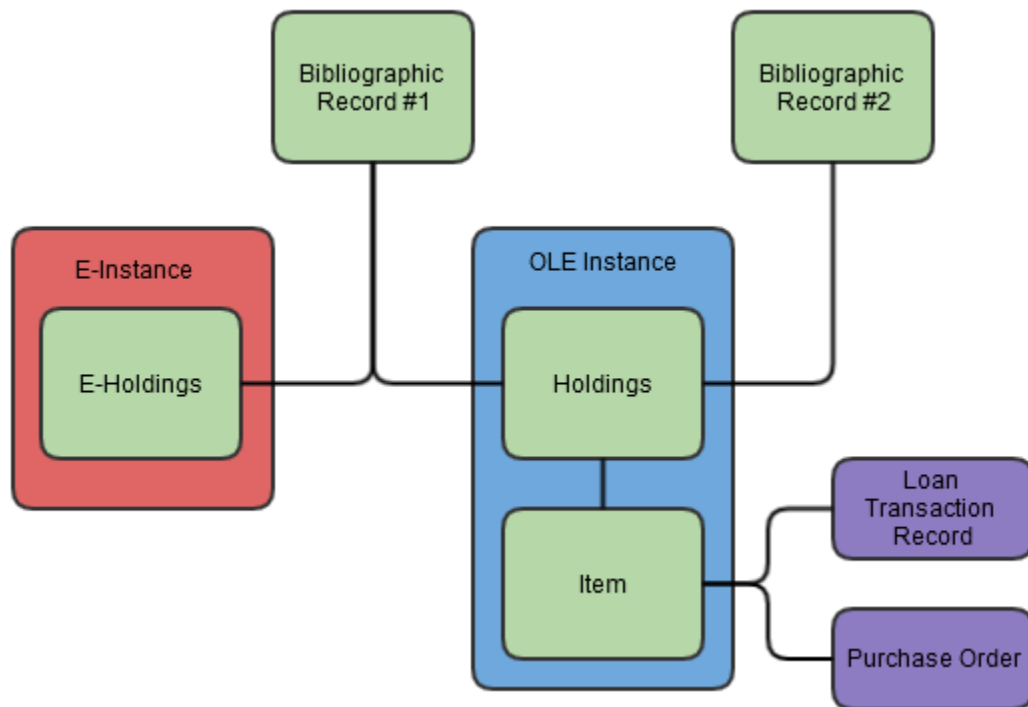 Bibliographic
Record #1
Bibliographic
Record #2
E-Instance
OLE Instance
E-Holdings
Holdings
Loan
Transaction
Record
Item
Purchase Order